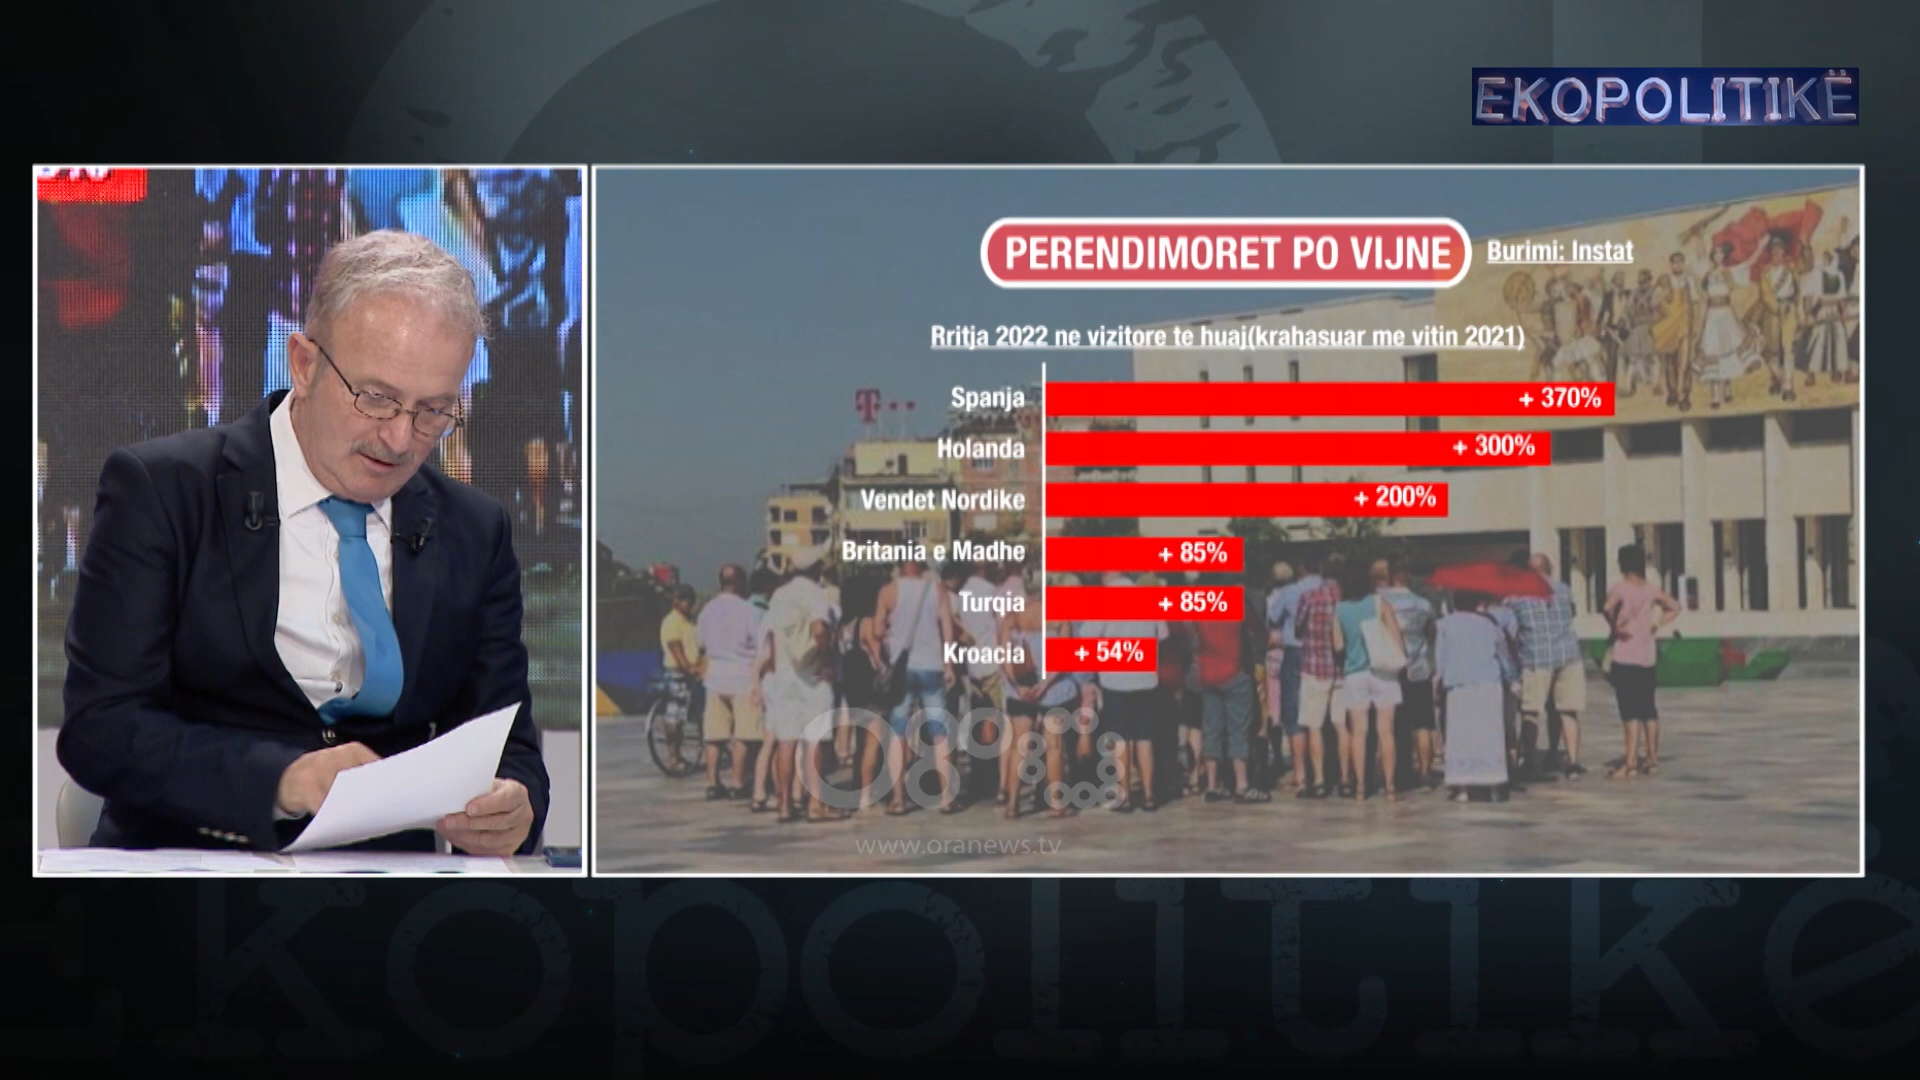 EKOPOLITIKË
PERENDIMORET PO VIJNE
Burimi: Instat
Rritja 2022 ne vizitore te huaj(krahasuar me vitin 2021)
Spanja + 370%
Holanda + 300%
Vendet Nordike + 200%
Britania e Madhe + 85%
Turqia + 85%
Kroacia + 54%
www.oranews.tv
Ekopolitikë